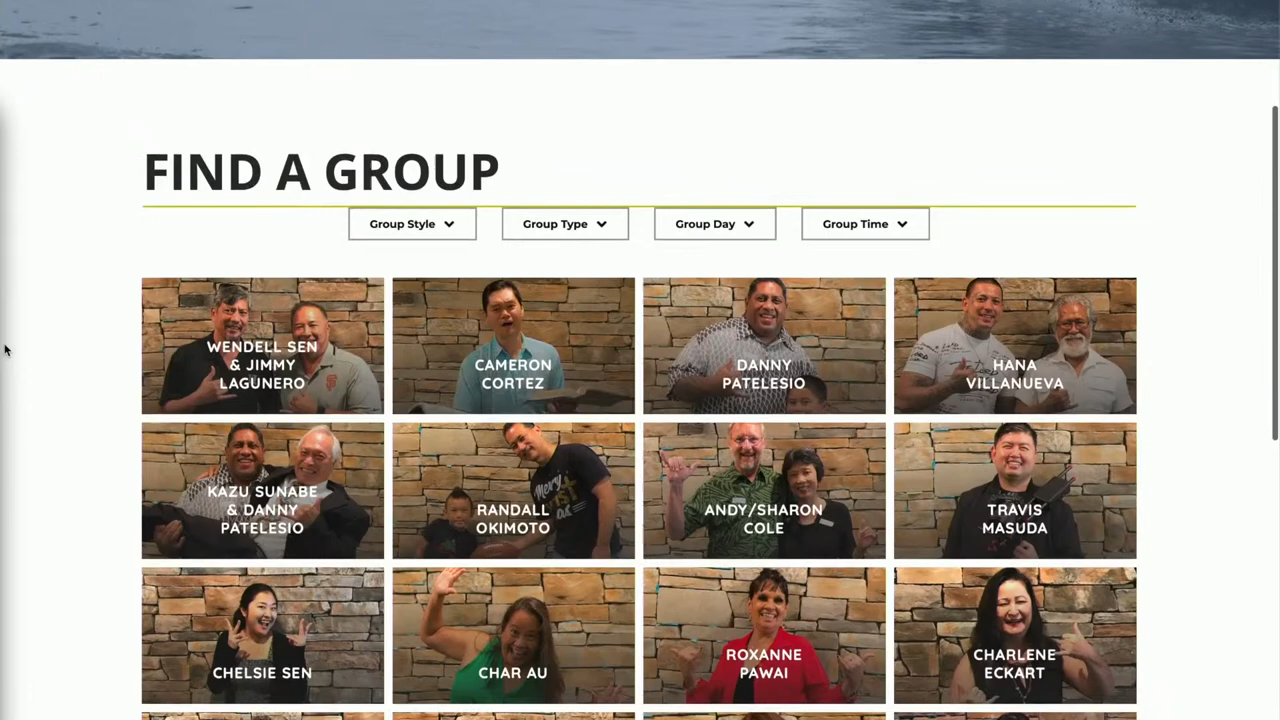 FIND A GROUP
Group Style
Group Type
Group Day
Group Time
WENDELL SEN
& JIMMY
LAGUNERO
CAMERON
CORTEZ
DANNY
PATELESIO
HANA
VILLANUEVA
KAZU SUNABE
& DANNY
PATELESIO
RANDALL
OKIMOTO
ANDY/SHARON
COLE
TRAVIS
MASUDA
CHELSIE SEN
CHAR AU
ROXANNE
PAWAI
CHARLENE
ECKART